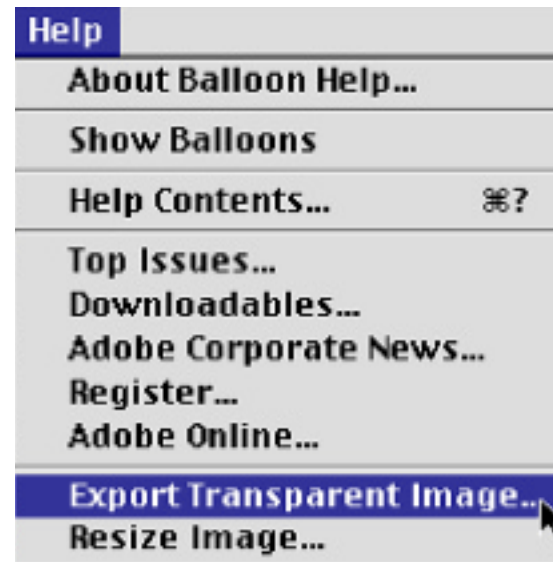 Help
About Balloon Help...
Show Balloons
Help Contents... ⌘?
Top Issues...
Downloadables...
Adobe Corporate News...
Register...
Adobe Online...
Export Transparent Image...
Resize Image...